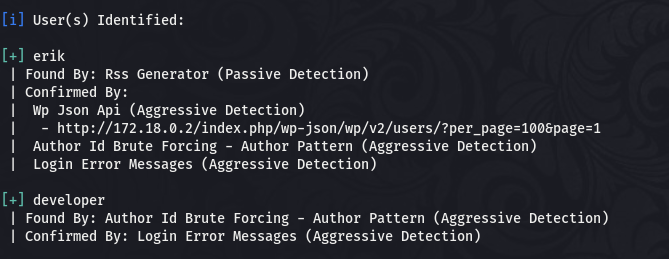 [i] User(s) Identified:
[+] erik
| Found By: Rss Generator (Passive Detection)
| Confirmed By:
|  Wp Json Api (Aggressive Detection)
|   - http://172.18.0.2/index.php/wp-json/wp/v2/users/?per_page=100&page=1
|  Author Id Brute Forcing - Author Pattern (Aggressive Detection)
|  Login Error Messages (Aggressive Detection)
[+] developer
| Found By: Author Id Brute Forcing - Author Pattern (Aggressive Detection)
| Confirmed By: Login Error Messages (Aggressive Detection)